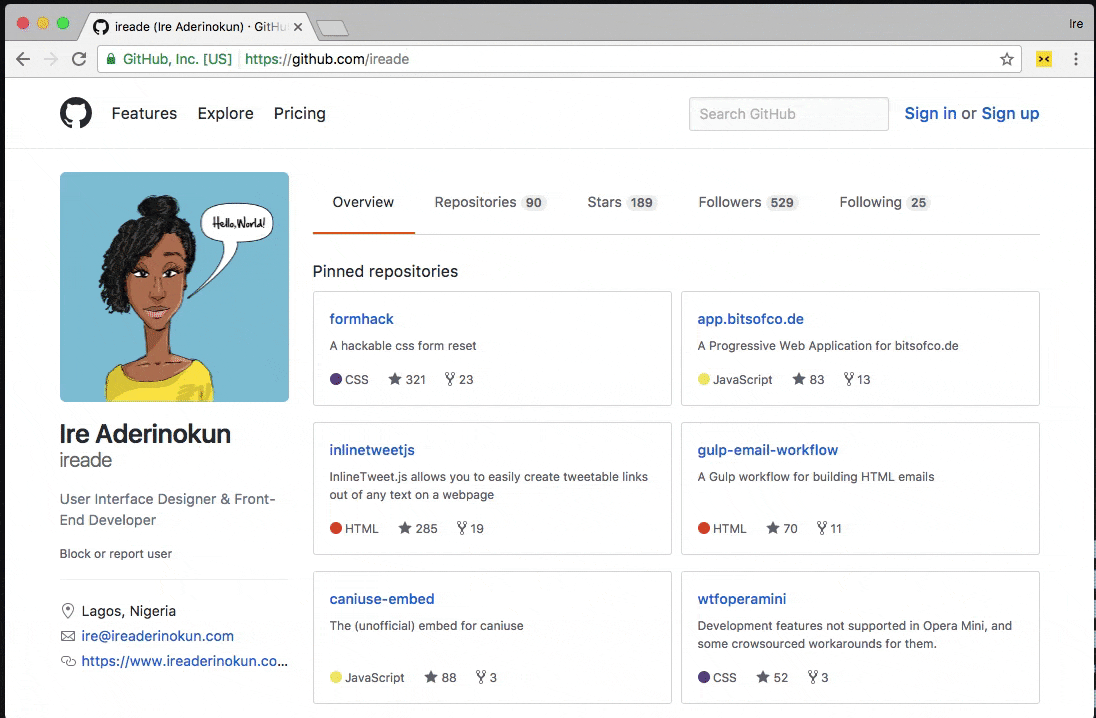 ireade (Ire Aderinokun) · GitHu
Ire
GitHub, Inc. [US] https://github.com/ireade
Features Explore Pricing
Search GitHub
Sign in or Sign up
Hello, World!
Ire Aderinokun
ireade
User Interface Designer & Front-
End Developer
Block or report user
Lagos, Nigeria
ire@ireaderinokun.com
https://www.ireaderinokun.co...
Overview Repositories 90 Stars 189 Followers 529 Following 25
Pinned repositories
formhack
A hackable css form reset
CSS 321 23
app.bitsofco.de
A Progressive Web Application for bitsofco.de
JavaScript 83 13
inlinetweetjs
InlineTweet.js allows you to easily create tweetable links
out of any text on a webpage
HTML 285 19
gulp-email-workflow
A Gulp workflow for building HTML emails
HTML 70 11
caniuse-embed
The (unofficial) embed for caniuse
JavaScript 88 3
wtfoperamini
Development features not supported in Opera Mini, and
some crowsourced workarounds for them.
CSS 52 3